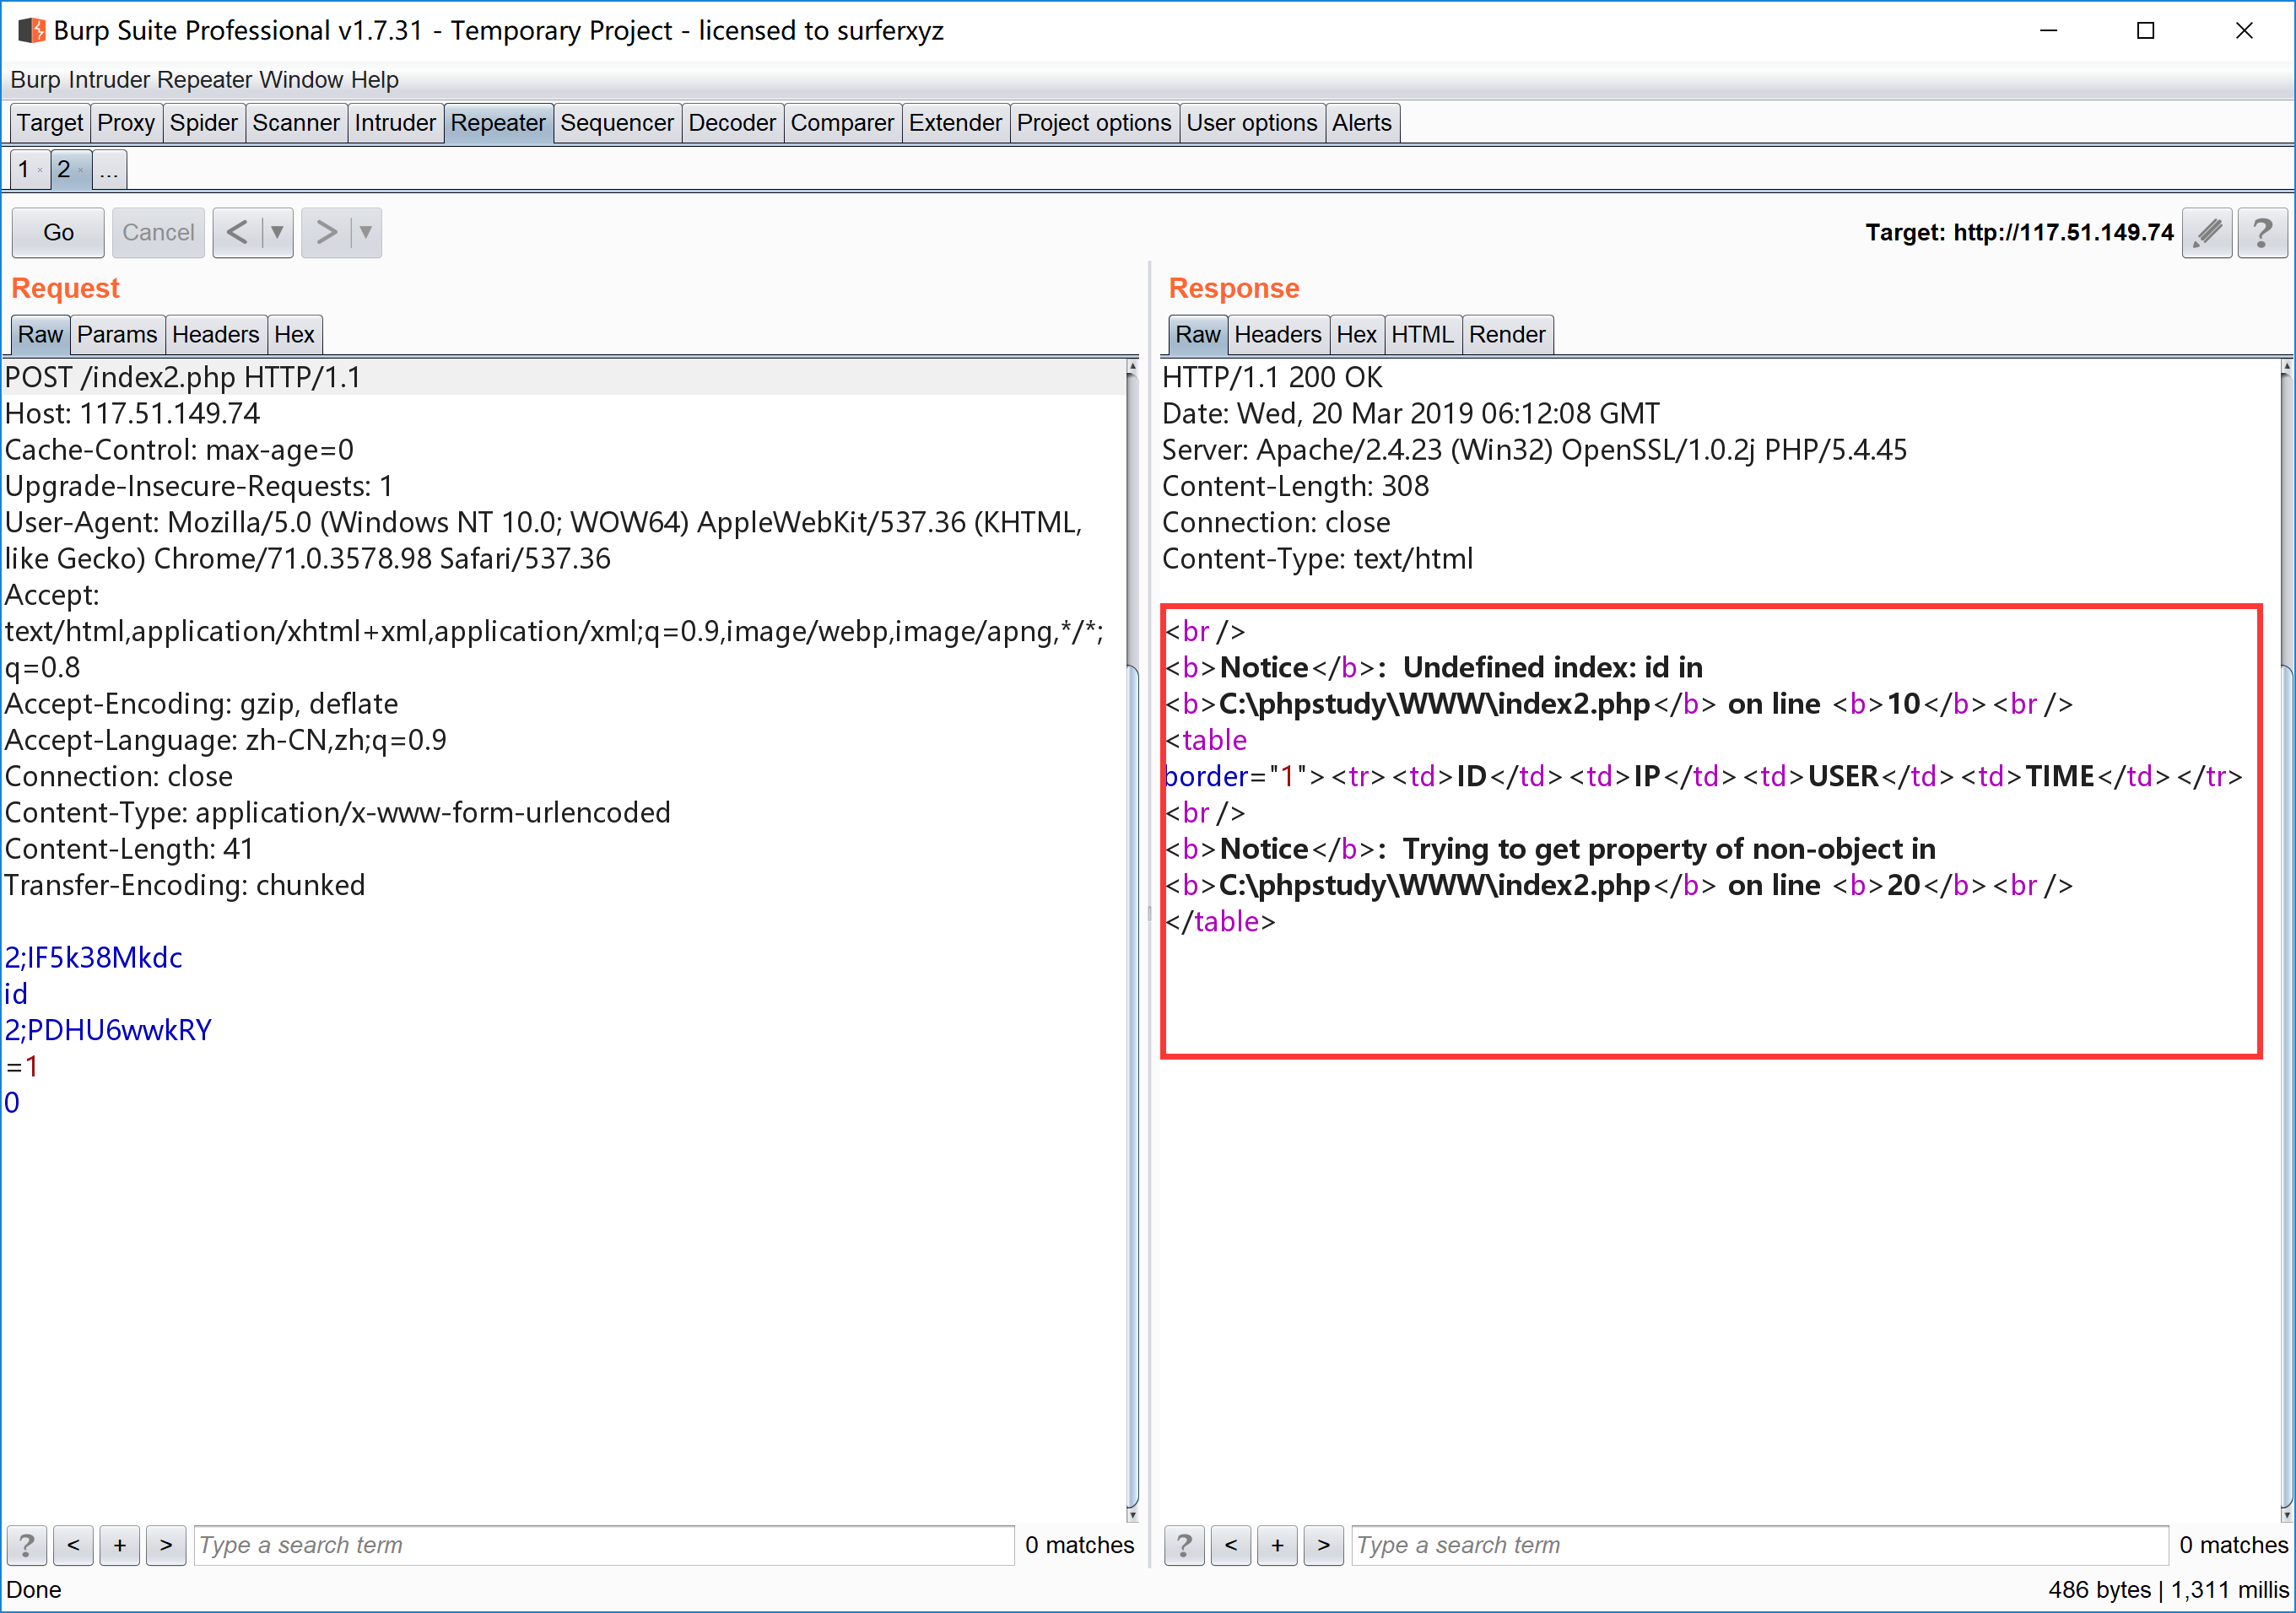 Burp Suite Professional v1.7.31 - Temporary Project - licensed to surferxyz
Burp Intruder Repeater Window Help
Target Proxy Spider Scanner Intruder Repeater Sequencer Decoder Comparer Extender Project options User options Alerts
1 × 2 × ...
Go Cancel < ▼ > ▼ Target: http://117.51.149.74 ?
Request
Raw Params Headers Hex
POST /index2.php HTTP/1.1
Host: 117.51.149.74
Cache-Control: max-age=0
Upgrade-Insecure-Requests: 1
User-Agent: Mozilla/5.0 (Windows NT 10.0; WOW64) AppleWebKit/537.36 (KHTML,
like Gecko) Chrome/71.0.3578.98 Safari/537.36
Accept:
text/html,application/xhtml+xml,application/xml;q=0.9,image/webp,image/apng,*/*;
q=0.8
Accept-Encoding: gzip, deflate
Accept-Language: zh-CN,zh;q=0.9
Connection: close
Content-Type: application/x-www-form-urlencoded
Content-Length: 41
Transfer-Encoding: chunked

2;IF5k38Mkdc
id
2;PDHU6wwkRY
=1
0
? < + > Type a search term 0 matches
Response
Raw Headers Hex HTML Render
HTTP/1.1 200 OK
Date: Wed, 20 Mar 2019 06:12:08 GMT
Server: Apache/2.4.23 (Win32) OpenSSL/1.0.2j PHP/5.4.45
Content-Length: 308
Connection: close
Content-Type: text/html

<br />
<b>Notice</b>:  Undefined index: id in
<b>C:\phpstudy\WWW\index2.php</b> on line <b>10</b><br />
<table
border="1"><tr><td>ID</td><td>IP</td><td>USER</td><td>TIME</td></tr>
<br />
<b>Notice</b>:  Trying to get property of non-object in
<b>C:\phpstudy\WWW\index2.php</b> on line <b>20</b><br />
</table>
? < + > Type a search term 0 matches
Done 486 bytes | 1,311 millis